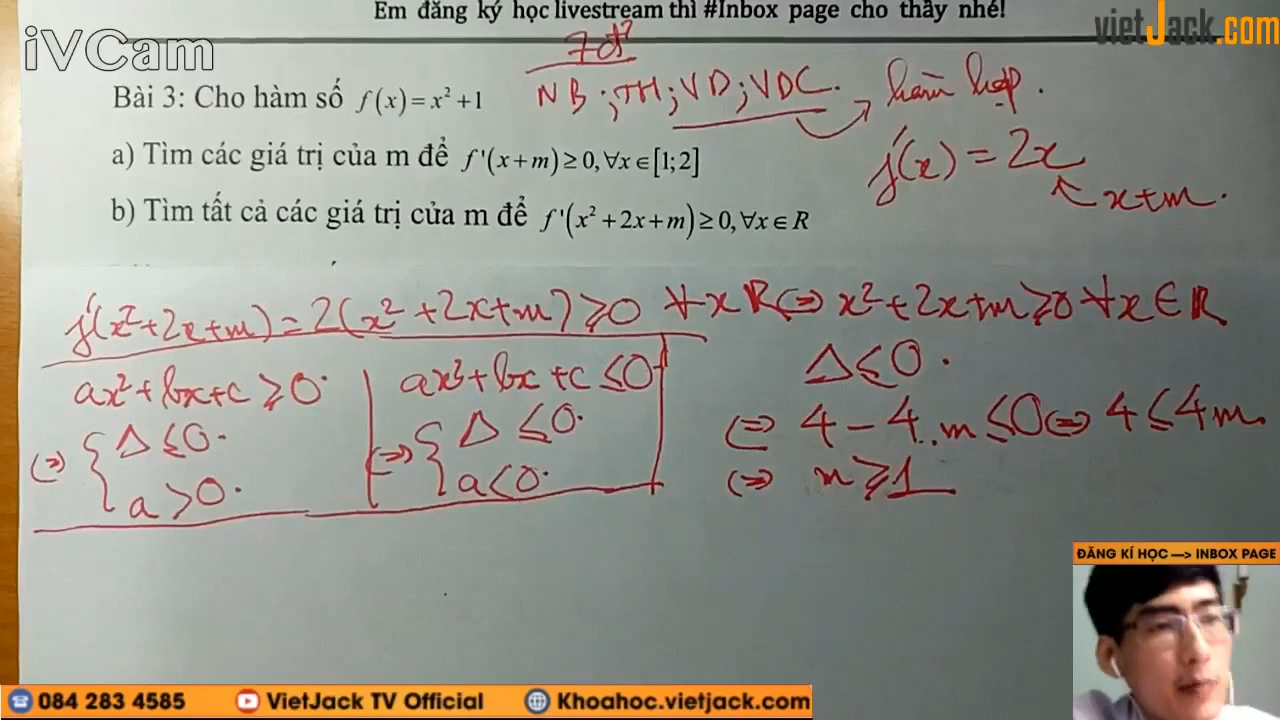 Em đăng ký học livestream thì #Inbox page cho thầy nhé!
vietJack.com
iVCam
7đ
NB ; TH ; VD ; VDC. hàm hợp.
Bài 3: Cho hàm số f(x) = x² + 1
f'(x) = 2x
x+m.
a) Tìm các giá trị của m để f'(x+m) ≥ 0, ∀x ∈ [1;2]
b) Tìm tất cả các giá trị của m để f'(x² + 2x + m) ≥ 0, ∀x ∈ R
f'(x²+2x+m) = 2(x²+2x+m) ≥ 0 ∀x R ⇔ x²+2x+m ≥ 0 ∀x ∈ R
ax²+bx+c ≥ 0.
⇔ { Δ ≤ 0.
a > 0.
ax²+bx+c ≤ 0
⇔ { Δ ≤ 0.
a < 0.
Δ ≤ 0.
⇔ 4 - 4.m ≤ 0 ⇔ 4 ≤ 4m
⇔ m ≥ 1
ĐĂNG KÍ HỌC —> INBOX PAGE
084 283 4585 VietJack TV Official Khoahoc.vietjack.com